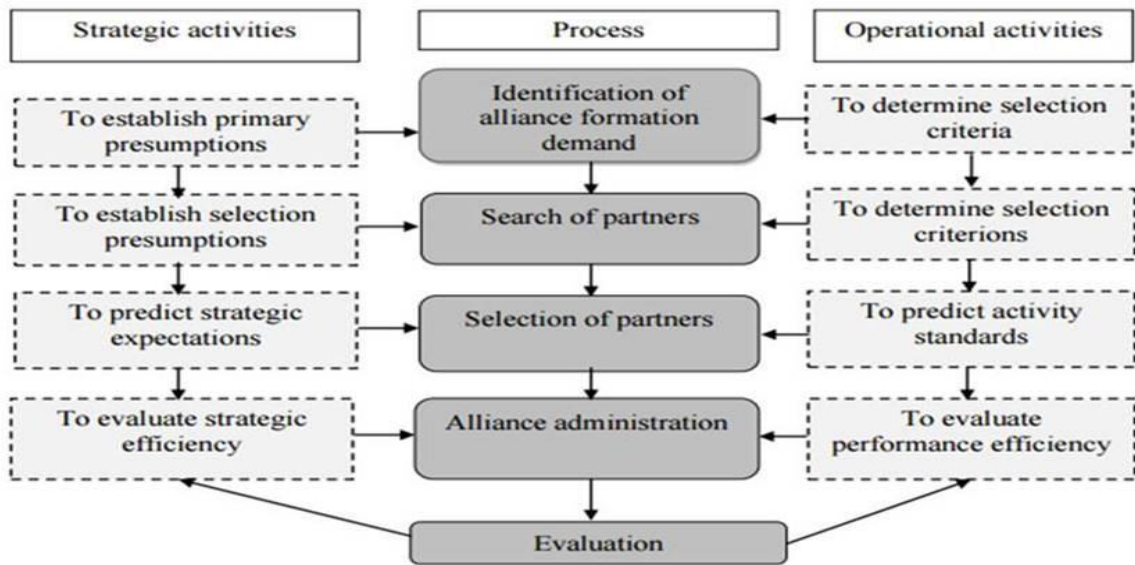 Strategic activities
Process
Operational activities
To establish primary
presumptions
Identification of
alliance formation
demand
To determine selection
criteria
To establish selection
presumptions
Search of partners
To determine selection
criterions
To predict strategic
expectations
Selection of partners
To predict activity
standards
To evaluate strategic
efficiency
Alliance administration
To evaluate
performance efficiency
Evaluation